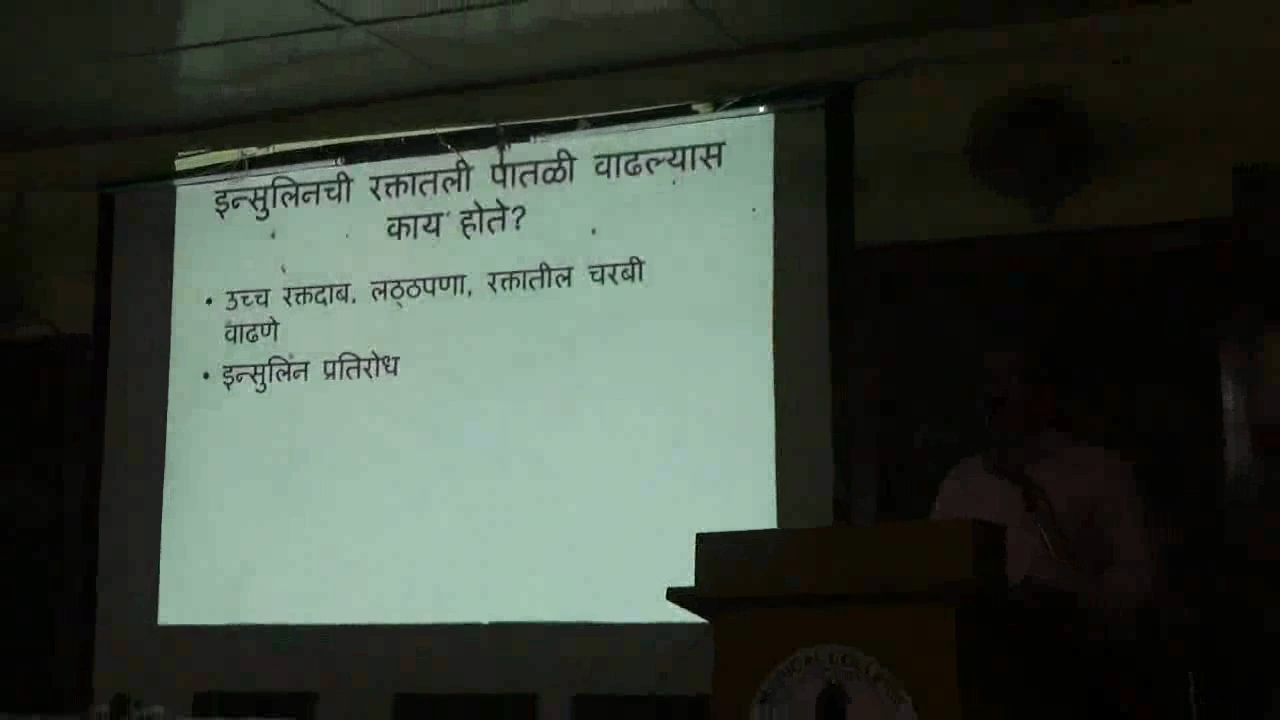 इन्सुलिनची रक्तातली पातळी वाढल्यास
काय होते?
• उच्च रक्तदाब, लठ्ठपणा, रक्तातील चरबी
वाढणे
• इन्सुलिन प्रतिरोध